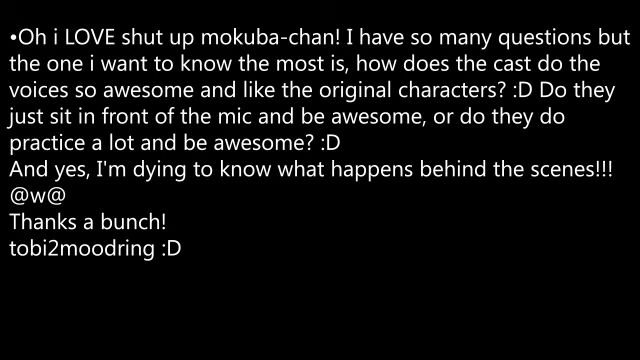 •Oh i LOVE shut up mokuba-chan! I have so many questions but
the one i want to know the most is, how does the cast do the
voices so awesome and like the original characters? :D Do they
just sit in front of the mic and be awesome, or do they do
practice a lot and be awesome? :D
And yes, I'm dying to know what happens behind the scenes!!!
@w@
Thanks a bunch!
tobi2moodring :D